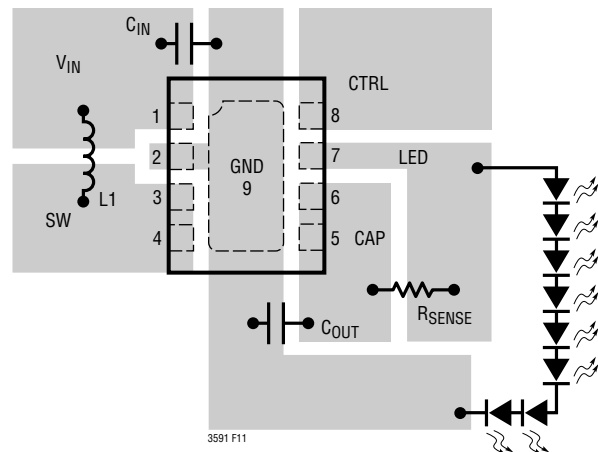 CIN
VIN
CTRL
1
8
2
7
LED
GND
9
3
6
L1
SW
4
5
CAP
RSENSE
COUT
3591 F11